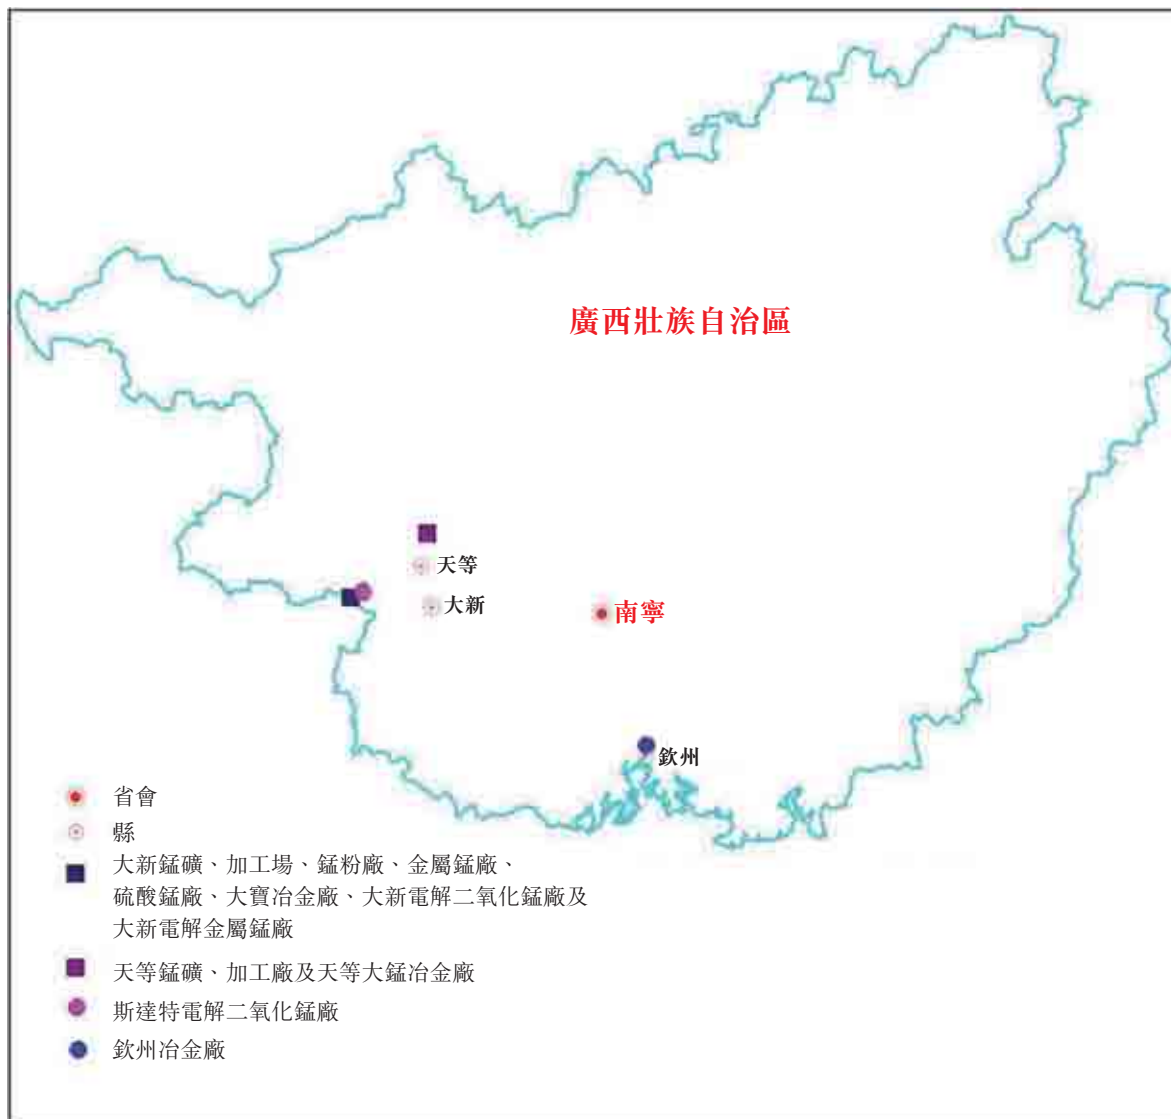 廣西壯族自治區
天等
大新
南寧
欽州
省會
縣
大新錳礦、加工場、錳粉廠、金屬錳廠、
硫酸錳廠、大寶冶金廠、大新電解二氧化錳廠及
大新電解金屬錳廠
天等錳礦、加工廠及天等大錳冶金廠
斯達特電解二氧化錳廠
欽州冶金廠